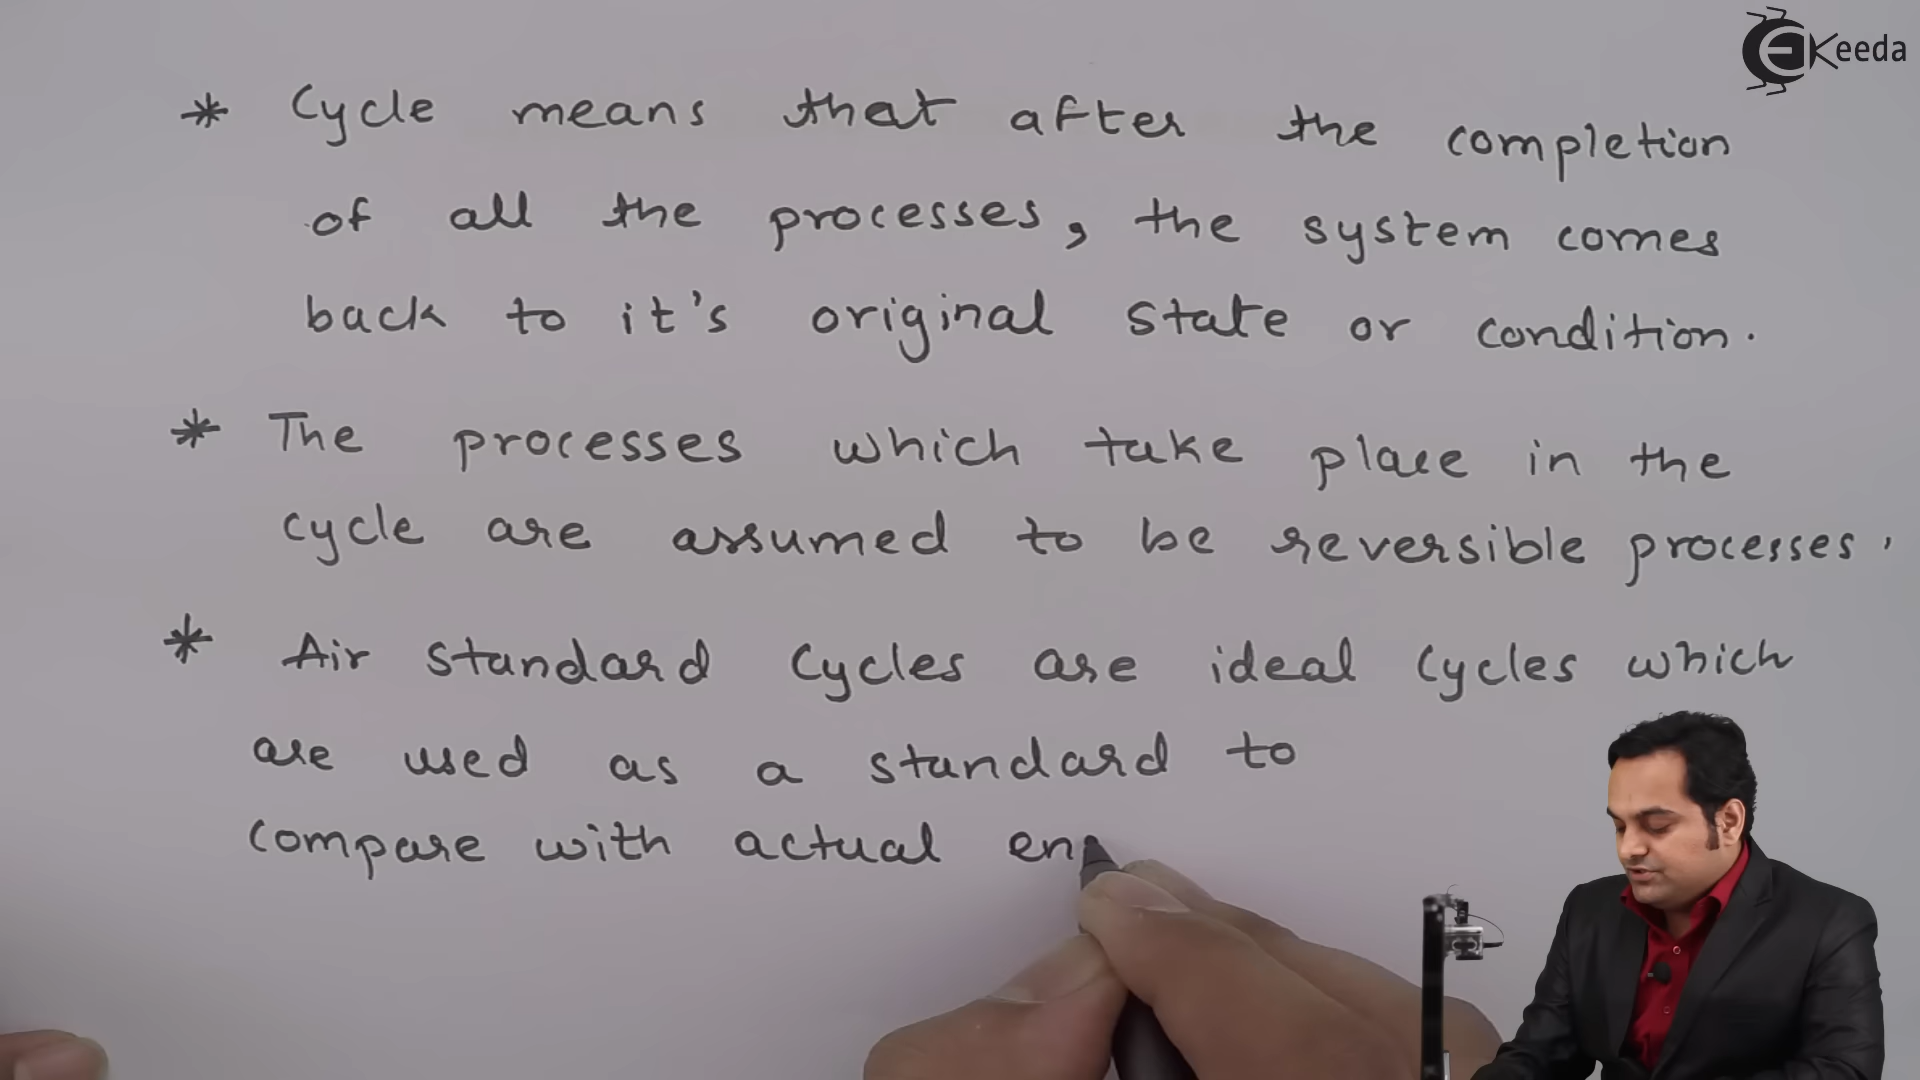 EKeeda
* Cycle means that after the completion
of all the processes, the system comes
back to it's original state or condition.
* The processes which take place in the
cycle are assumed to be reversible processes.
* Air standard cycles are ideal cycles which
are used as a standard to
compare with actual en